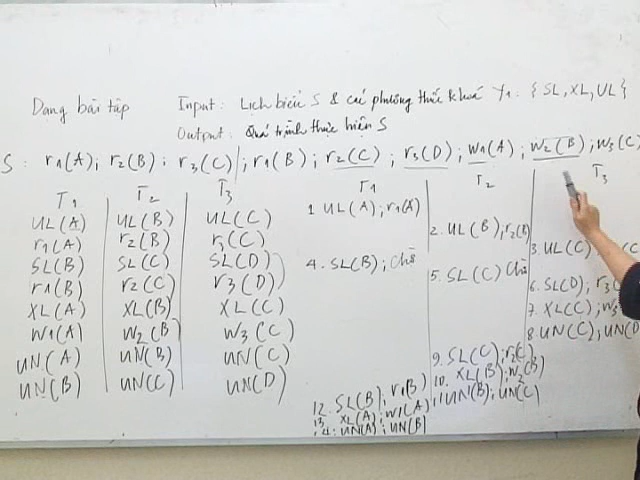 Dạng bài tập Input: Lịch biểu S & các phương thức khoá γ1: {SL, XL, UL}
Output: Quá trình thực hiện S
S: r1(A); r2(B); r3(C); r1(B); r2(C); r3(D); w1(A); w2(B); w3(C)
T1 T2 T3
UL(A) UL(B) UL(C)
r1(A) r2(B) r3(C)
SL(B) SL(C) SL(D)
r1(B) r2(C) r3(D)
XL(A) XL(B) XL(C)
w1(A) w2(B) w3(C)
UN(A) UN(B) UN(C)
UN(B) UN(C) UN(D)
T1 T2 T3
1. UL(A); r1(A)
2. UL(B); r2(B)
3. UL(C)
4. SL(B); Chờ
5. SL(C) Chờ
6. SL(D), r3
7. XL(C); w3
8. UN(C); UN(D
9. SL(C); r2(C)
10. XL(B); w2(B)
11. UN(B); UN(C)
12. SL(B); r1(B)
13. XL(A); w1(A)
14. UN(A); UN(B)